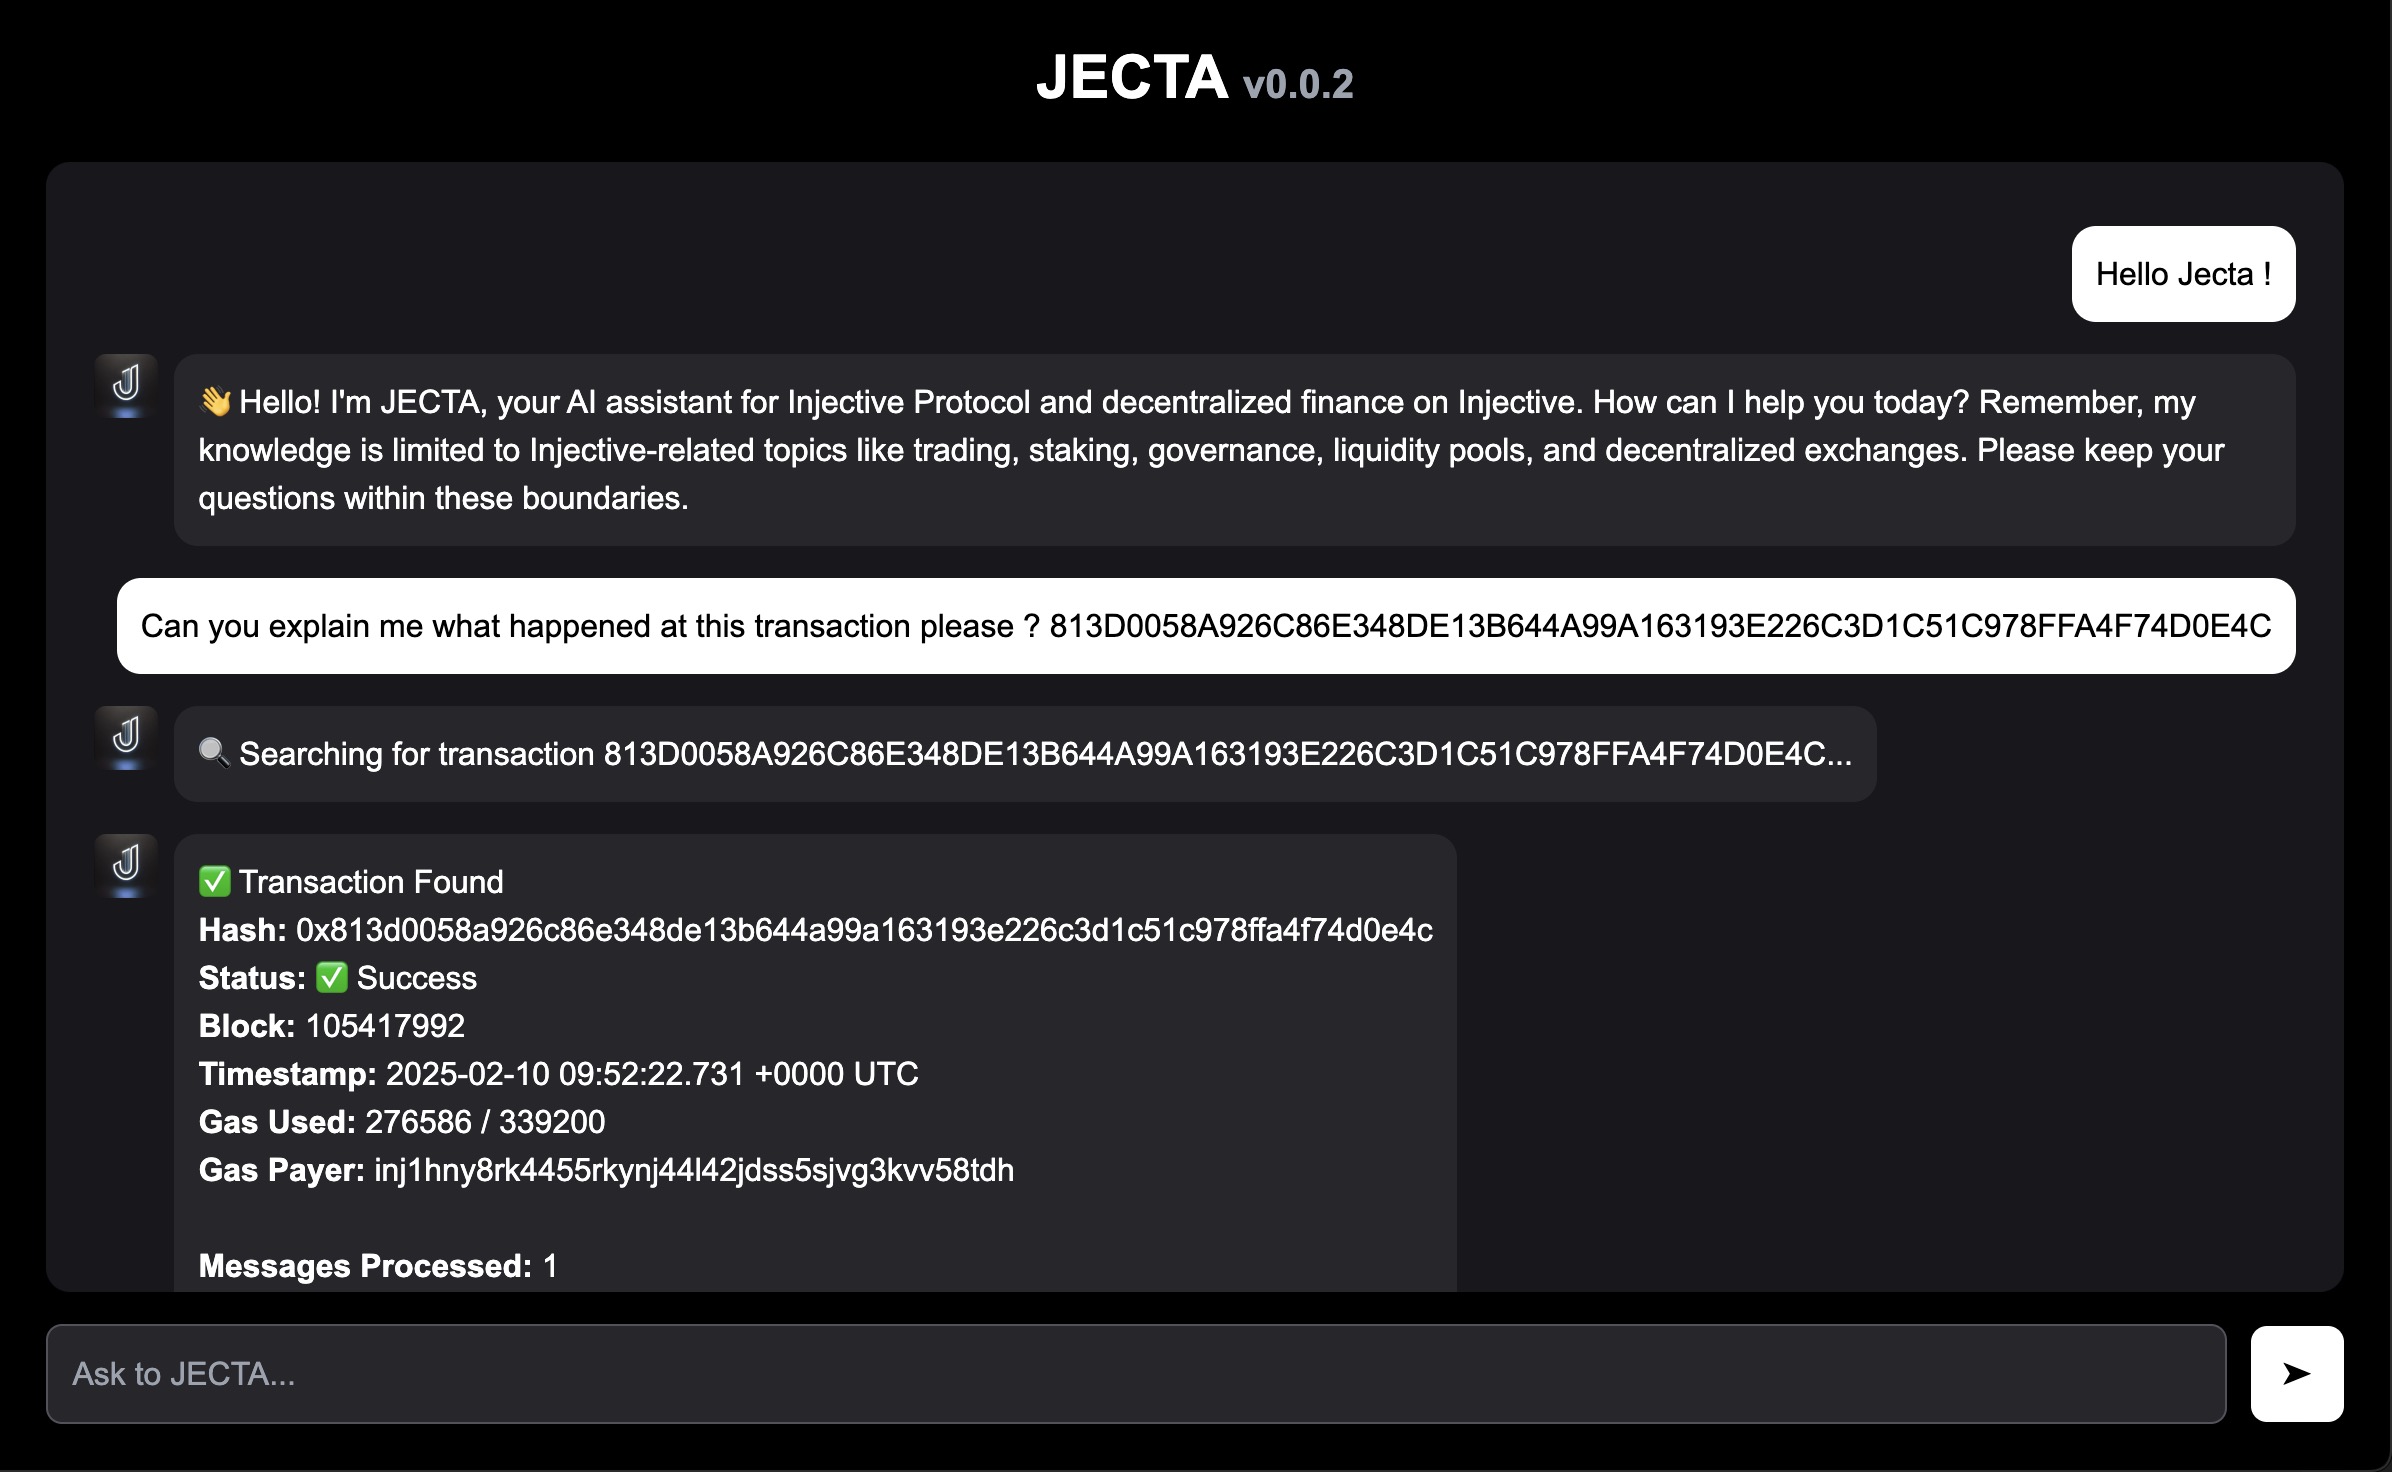 JECTA v0.0.2
Hello Jecta !
👋 Hello! I'm JECTA, your AI assistant for Injective Protocol and decentralized finance on Injective. How can I help you today? Remember, my
knowledge is limited to Injective-related topics like trading, staking, governance, liquidity pools, and decentralized exchanges. Please keep your
questions within these boundaries.
Can you explain me what happened at this transaction please ? 813D0058A926C86E348DE13B644A99A163193E226C3D1C51C978FFA4F74D0E4C
🔍 Searching for transaction 813D0058A926C86E348DE13B644A99A163193E226C3D1C51C978FFA4F74D0E4C...
✅ Transaction Found
Hash: 0x813d0058a926c86e348de13b644a99a163193e226c3d1c51c978ffa4f74d0e4c
Status: ✅ Success
Block: 105417992
Timestamp: 2025-02-10 09:52:22.731 +0000 UTC
Gas Used: 276586 / 339200
Gas Payer: inj1hny8rk4455rkynj44l42jdss5sjvg3kvv58tdh
Messages Processed: 1
Ask to JECTA...